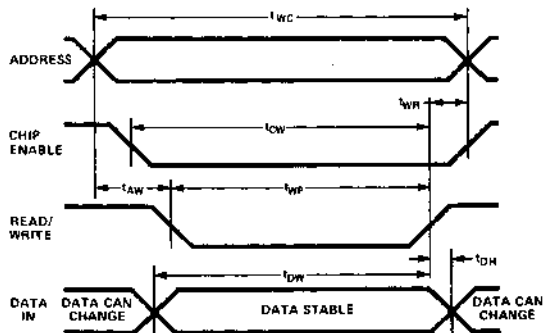 tWC
ADDRESS
tWR
CHIP
ENABLE
tCW
tAW
tWP
READ/
WRITE
tDW
tDH
DATA
IN
DATA CAN
CHANGE
DATA STABLE
DATA CAN
CHANGE